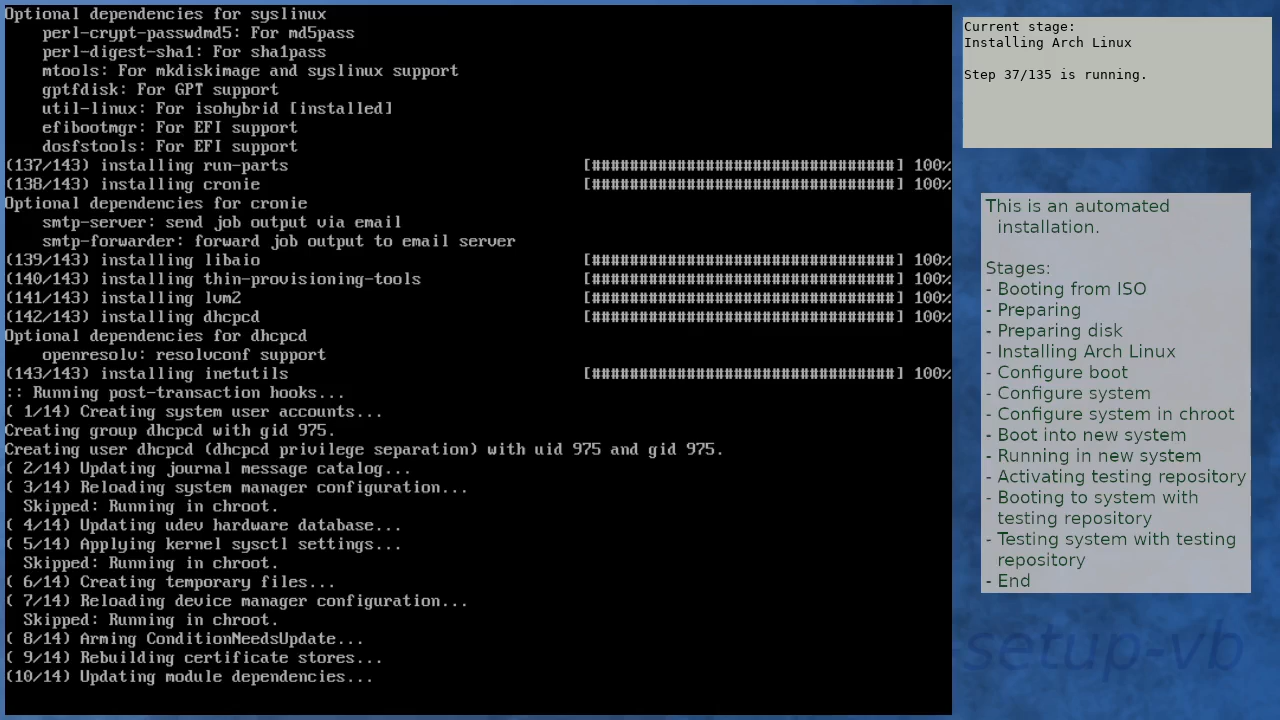 Optional dependencies for syslinux
perl-crypt-passwdmd5: For md5pass
perl-digest-sha1: For sha1pass
mtools: For mkdiskimage and syslinux support
gptfdisk: For GPT support
util-linux: For isohybrid [installed]
efibootmgr: For EFI support
dosfstools: For EFI support
(137/143) installing run-parts [################################] 100%
(138/143) installing cronie [################################] 100%
Optional dependencies for cronie
smtp-server: send job output via email
smtp-forwarder: forward job output to email server
(139/143) installing libaio [################################] 100%
(140/143) installing thin-provisioning-tools [################################] 100%
(141/143) installing lvm2 [################################] 100%
(142/143) installing dhcpcd [################################] 100%
Optional dependencies for dhcpcd
openresolv: resolvconf support
(143/143) installing inetutils [################################] 100%
:: Running post-transaction hooks...
( 1/14) Creating system user accounts...
Creating group dhcpcd with gid 975.
Creating user dhcpcd (dhcpcd privilege separation) with uid 975 and gid 975.
( 2/14) Updating journal message catalog...
( 3/14) Reloading system manager configuration...
Skipped: Running in chroot.
( 4/14) Updating udev hardware database...
( 5/14) Applying kernel sysctl settings...
Skipped: Running in chroot.
( 6/14) Creating temporary files...
( 7/14) Reloading device manager configuration...
Skipped: Running in chroot.
( 8/14) Arming ConditionNeedsUpdate...
( 9/14) Rebuilding certificate stores...
(10/14) Updating module dependencies...
Current stage:
Installing Arch Linux
Step 37/135 is running.
This is an automated
installation.
Stages:
- Booting from ISO
- Preparing
- Preparing disk
- Installing Arch Linux
- Configure boot
- Configure system
- Configure system in chroot
- Boot into new system
- Running in new system
- Activating testing repository
- Booting to system with
testing repository
- Testing system with testing
repository
- End
-setup-vb